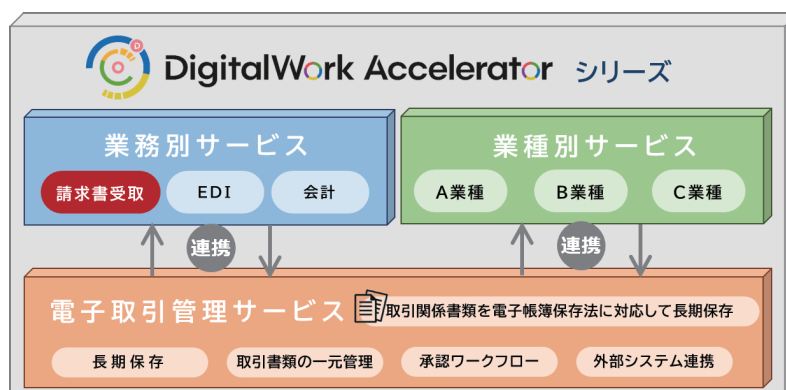 DigitalWork Accelerator シリーズ
業務別サービス
請求書受取 EDI 会計
連携
業種別サービス
A業種 B業種 C業種
連携
電子取引管理サービス 取引関係書類を電子帳簿保存法に対応して長期保存
長期保存 取引書類の一元管理 承認ワークフロー 外部システム連携